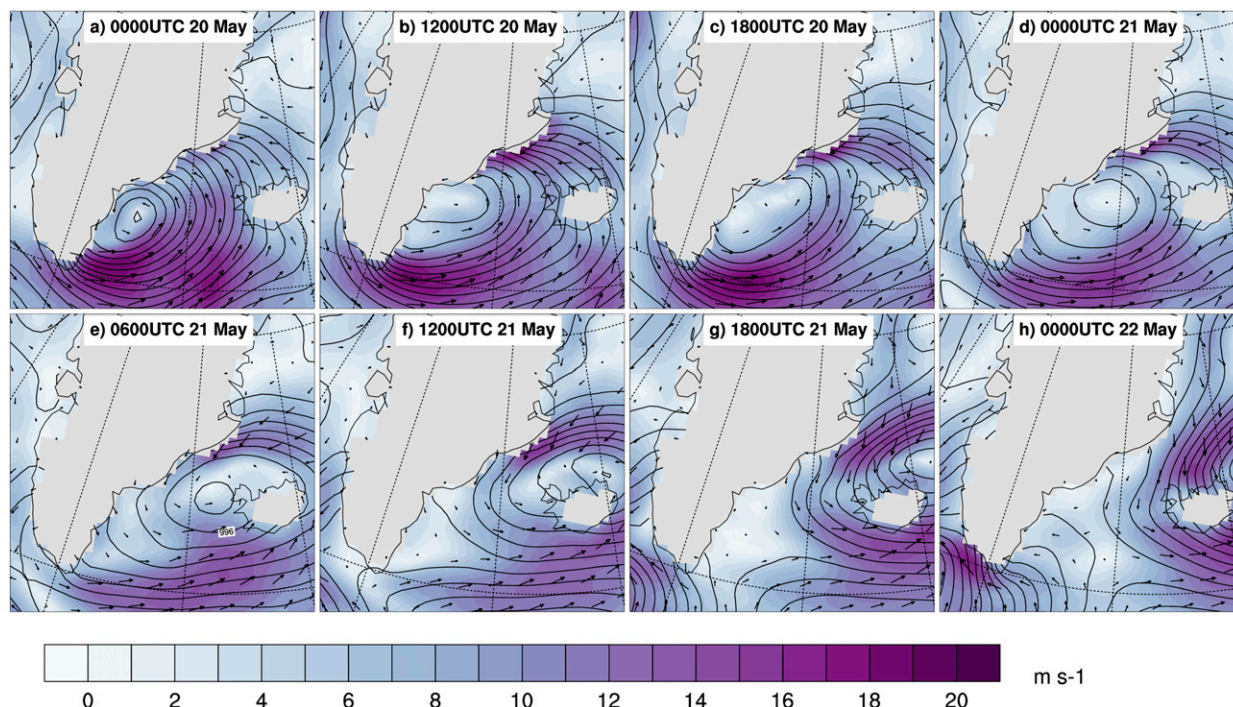 a) 0000UTC 20 May
b) 1200UTC 20 May
c) 1800UTC 20 May
d) 0000UTC 21 May
e) 0600UTC 21 May
f) 1200UTC 21 May
g) 1800UTC 21 May
h) 0000UTC 22 May
996
m s-1
0 2 4 6 8 10 12 14 16 18 20